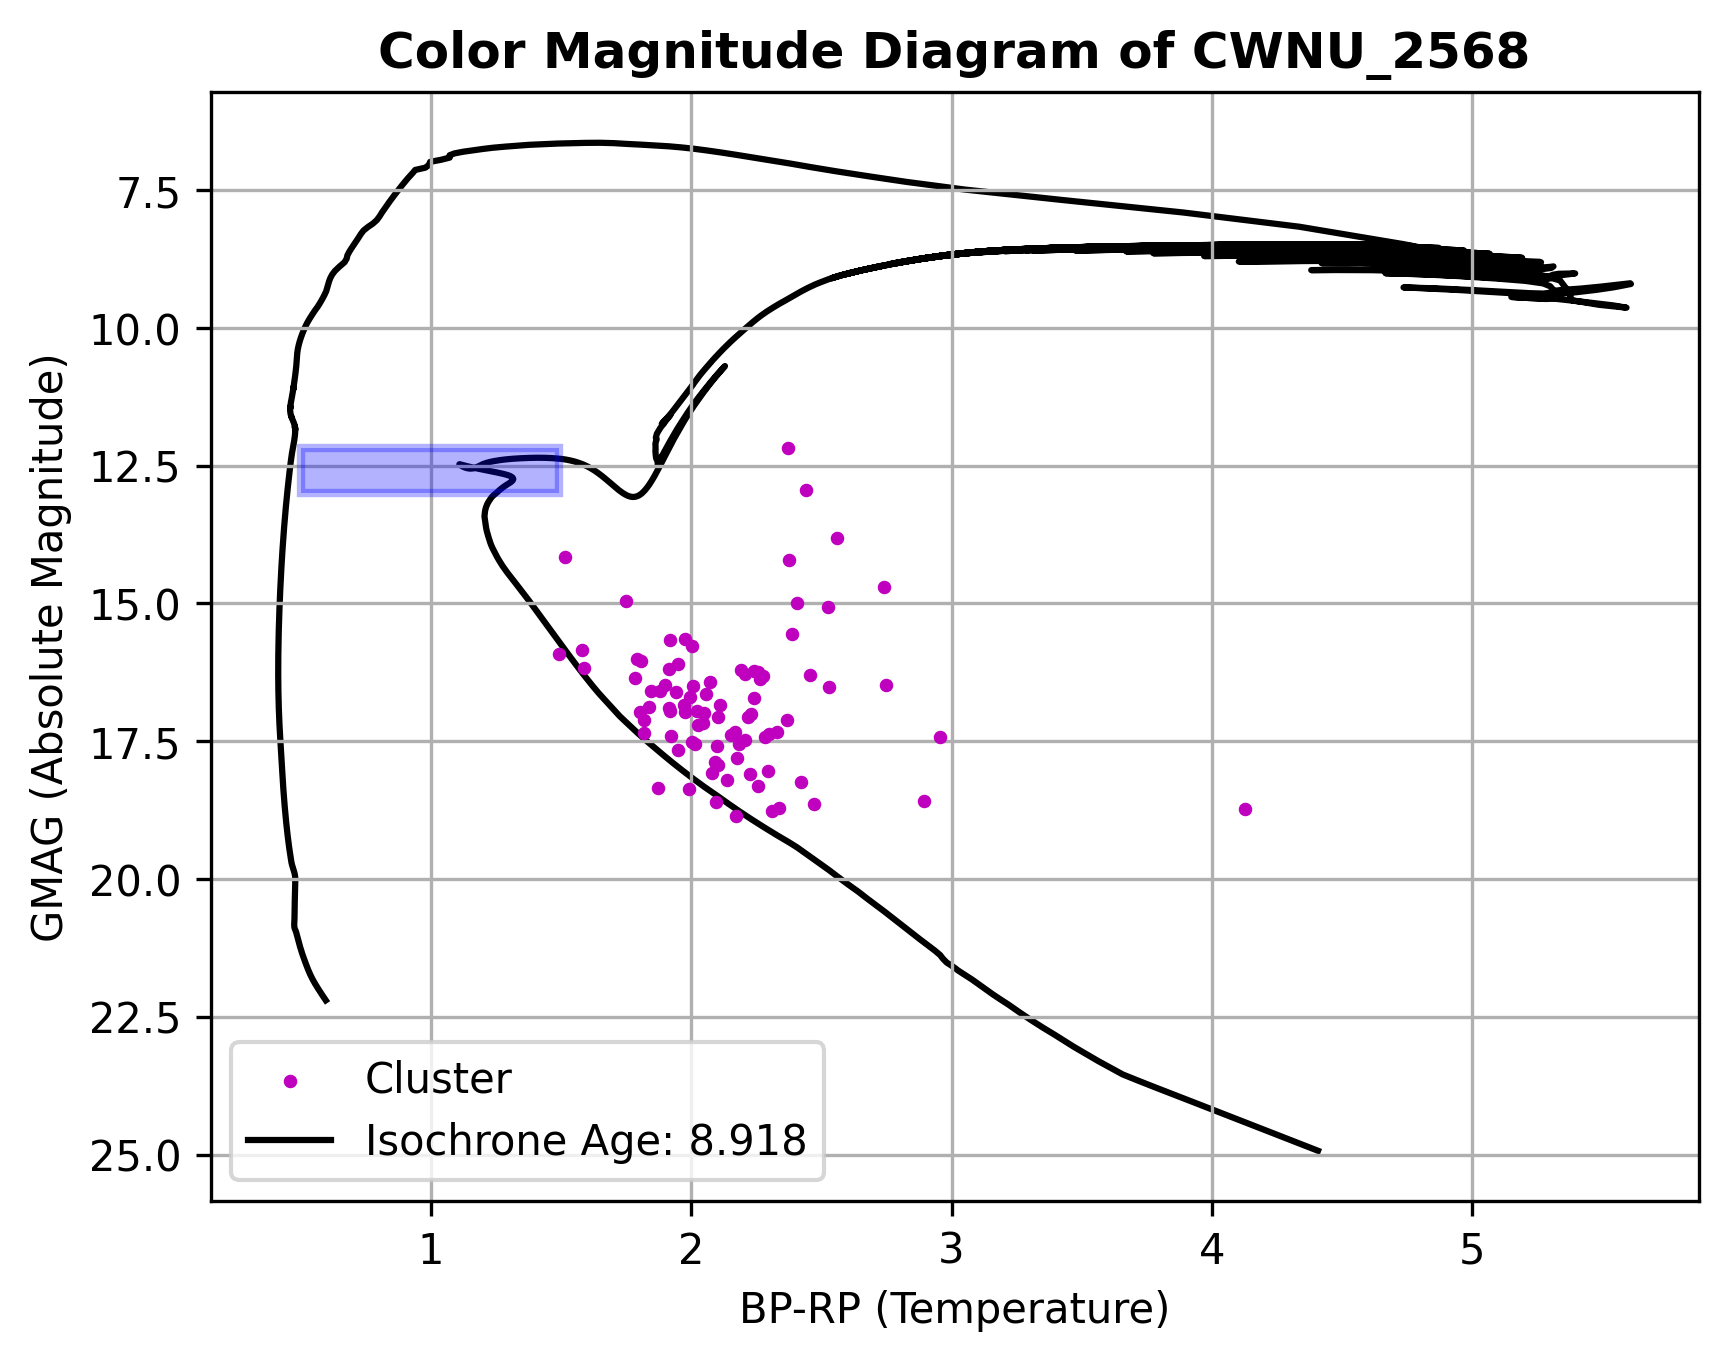 Color Magnitude Diagram of CWNU_2568
GMAG (Absolute Magnitude)
7.5
10.0
12.5
15.0
17.5
20.0
22.5
25.0
Cluster
Isochrone Age: 8.918
1 2 3 4 5
BP-RP (Temperature)